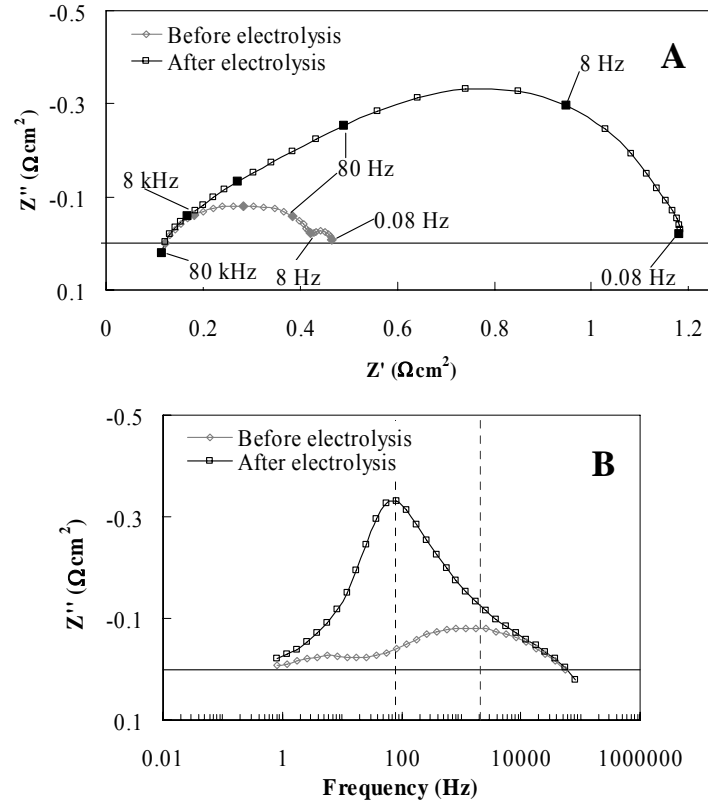 -0.5
Before electrolysis
After electrolysis
A
8 Hz
-0.3
Z'' (Ωcm²)
80 Hz
8 kHz
-0.1
0.08 Hz
80 kHz
8 Hz
0.08 Hz
0.1
0 0.2 0.4 0.6 0.8 1 1.2
Z' (Ωcm²)
-0.5
Before electrolysis
After electrolysis
B
-0.3
Z'' (Ωcm²)
-0.1
0.1
0.01 1 100 10000 1000000
Frequency (Hz)